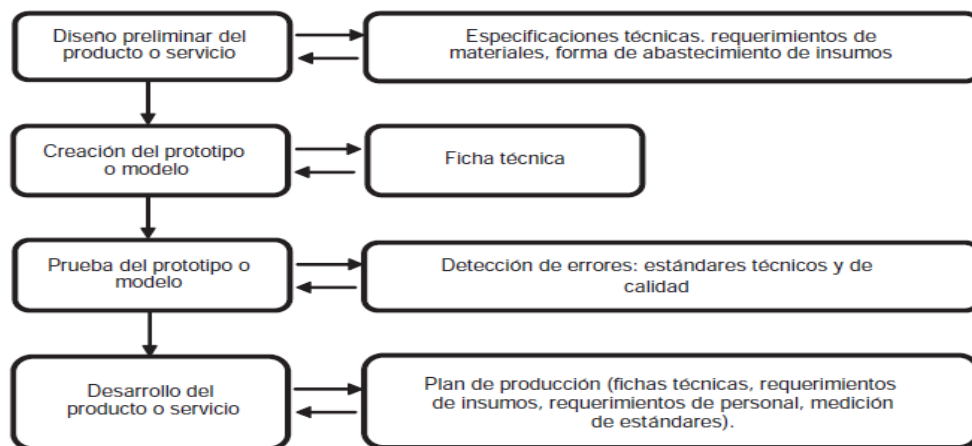 Diseño preliminar del
producto o servicio
Especificaciones técnicas. requerimientos de
materiales, forma de abastecimiento de insumos
Creación del prototipo
o modelo
Ficha técnica
Prueba del prototipo o
modelo
Detección de errores: estándares técnicos y de
calidad
Desarrollo del
producto o servicio
Plan de producción (fichas técnicas, requerimientos
de insumos, requerimientos de personal, medición
de estándares).